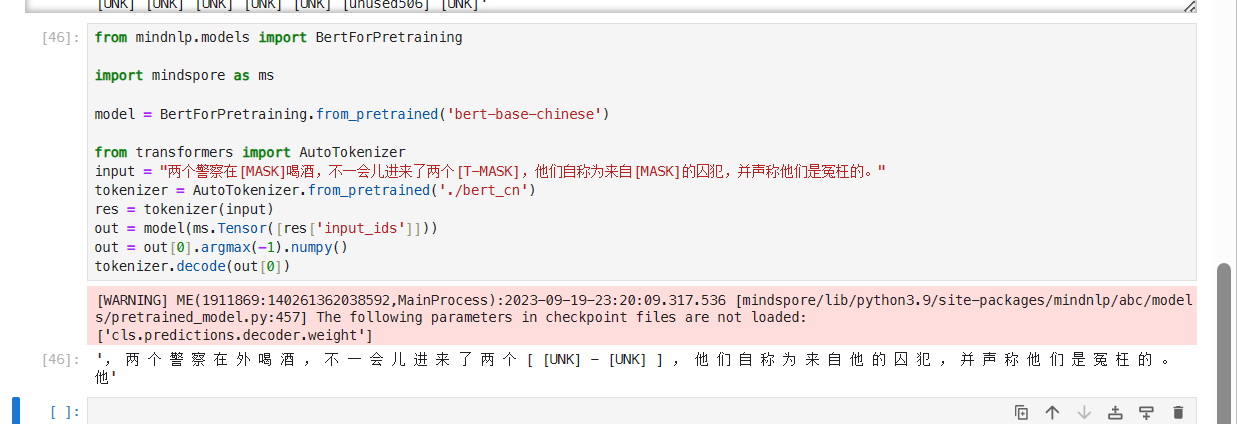 [UNK] [UNK] [UNK] [UNK] [UNK] [unused506] [UNK]'
[46]:
from mindnlp.models import BertForPretraining
import mindspore as ms
model = BertForPretraining.from_pretrained('bert-base-chinese')
from transformers import AutoTokenizer
input = "两个警察在[MASK]喝酒，不一会儿进来了两个[T-MASK]，他们自称为来自[MASK]的囚犯，并声称他们是冤枉的。"
tokenizer = AutoTokenizer.from_pretrained('./bert_cn')
res = tokenizer(input)
out = model(ms.Tensor([res['input_ids']]))
out = out[0].argmax(-1).numpy()
tokenizer.decode(out[0])
[WARNING] ME(1911869:140261362038592,MainProcess):2023-09-19-23:20:09.317.536 [mindspore/lib/python3.9/site-packages/mindnlp/abc/model
s/pretrained_model.py:457] The following parameters in checkpoint files are not loaded:
['cls.predictions.decoder.weight']
[46]:
'， 两 个 警 察 在 外 喝 酒 ， 不 一 会 儿 进 来 了 两 个 [ [UNK] - [UNK] ] ， 他 们 自 称 为 来 自 他 的 囚 犯 ， 并 声 称 他 们 是 冤 枉 的 。
他'
[ ]: